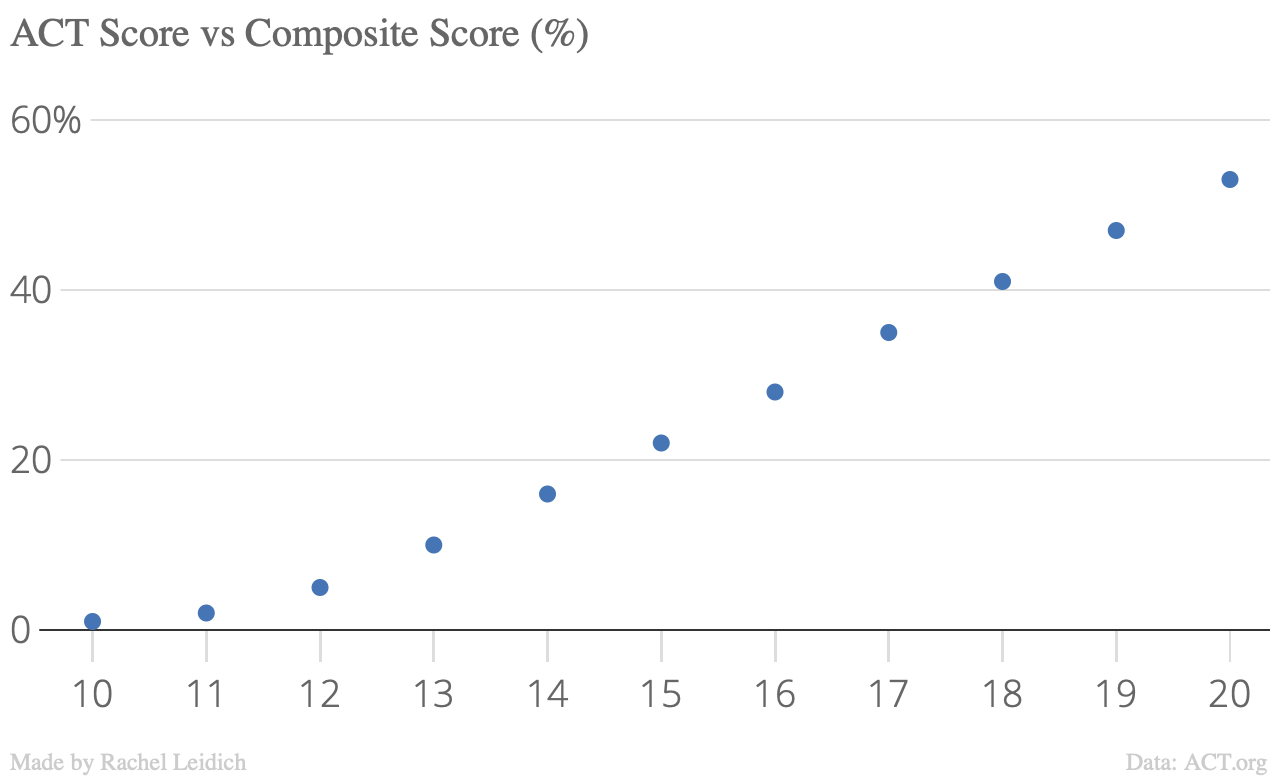 ACT Score vs Composite Score (%)
60%
40
20
0
10 11 12 13 14 15 16 17 18 19 20
Made by Rachel Leidich Data: ACT.org